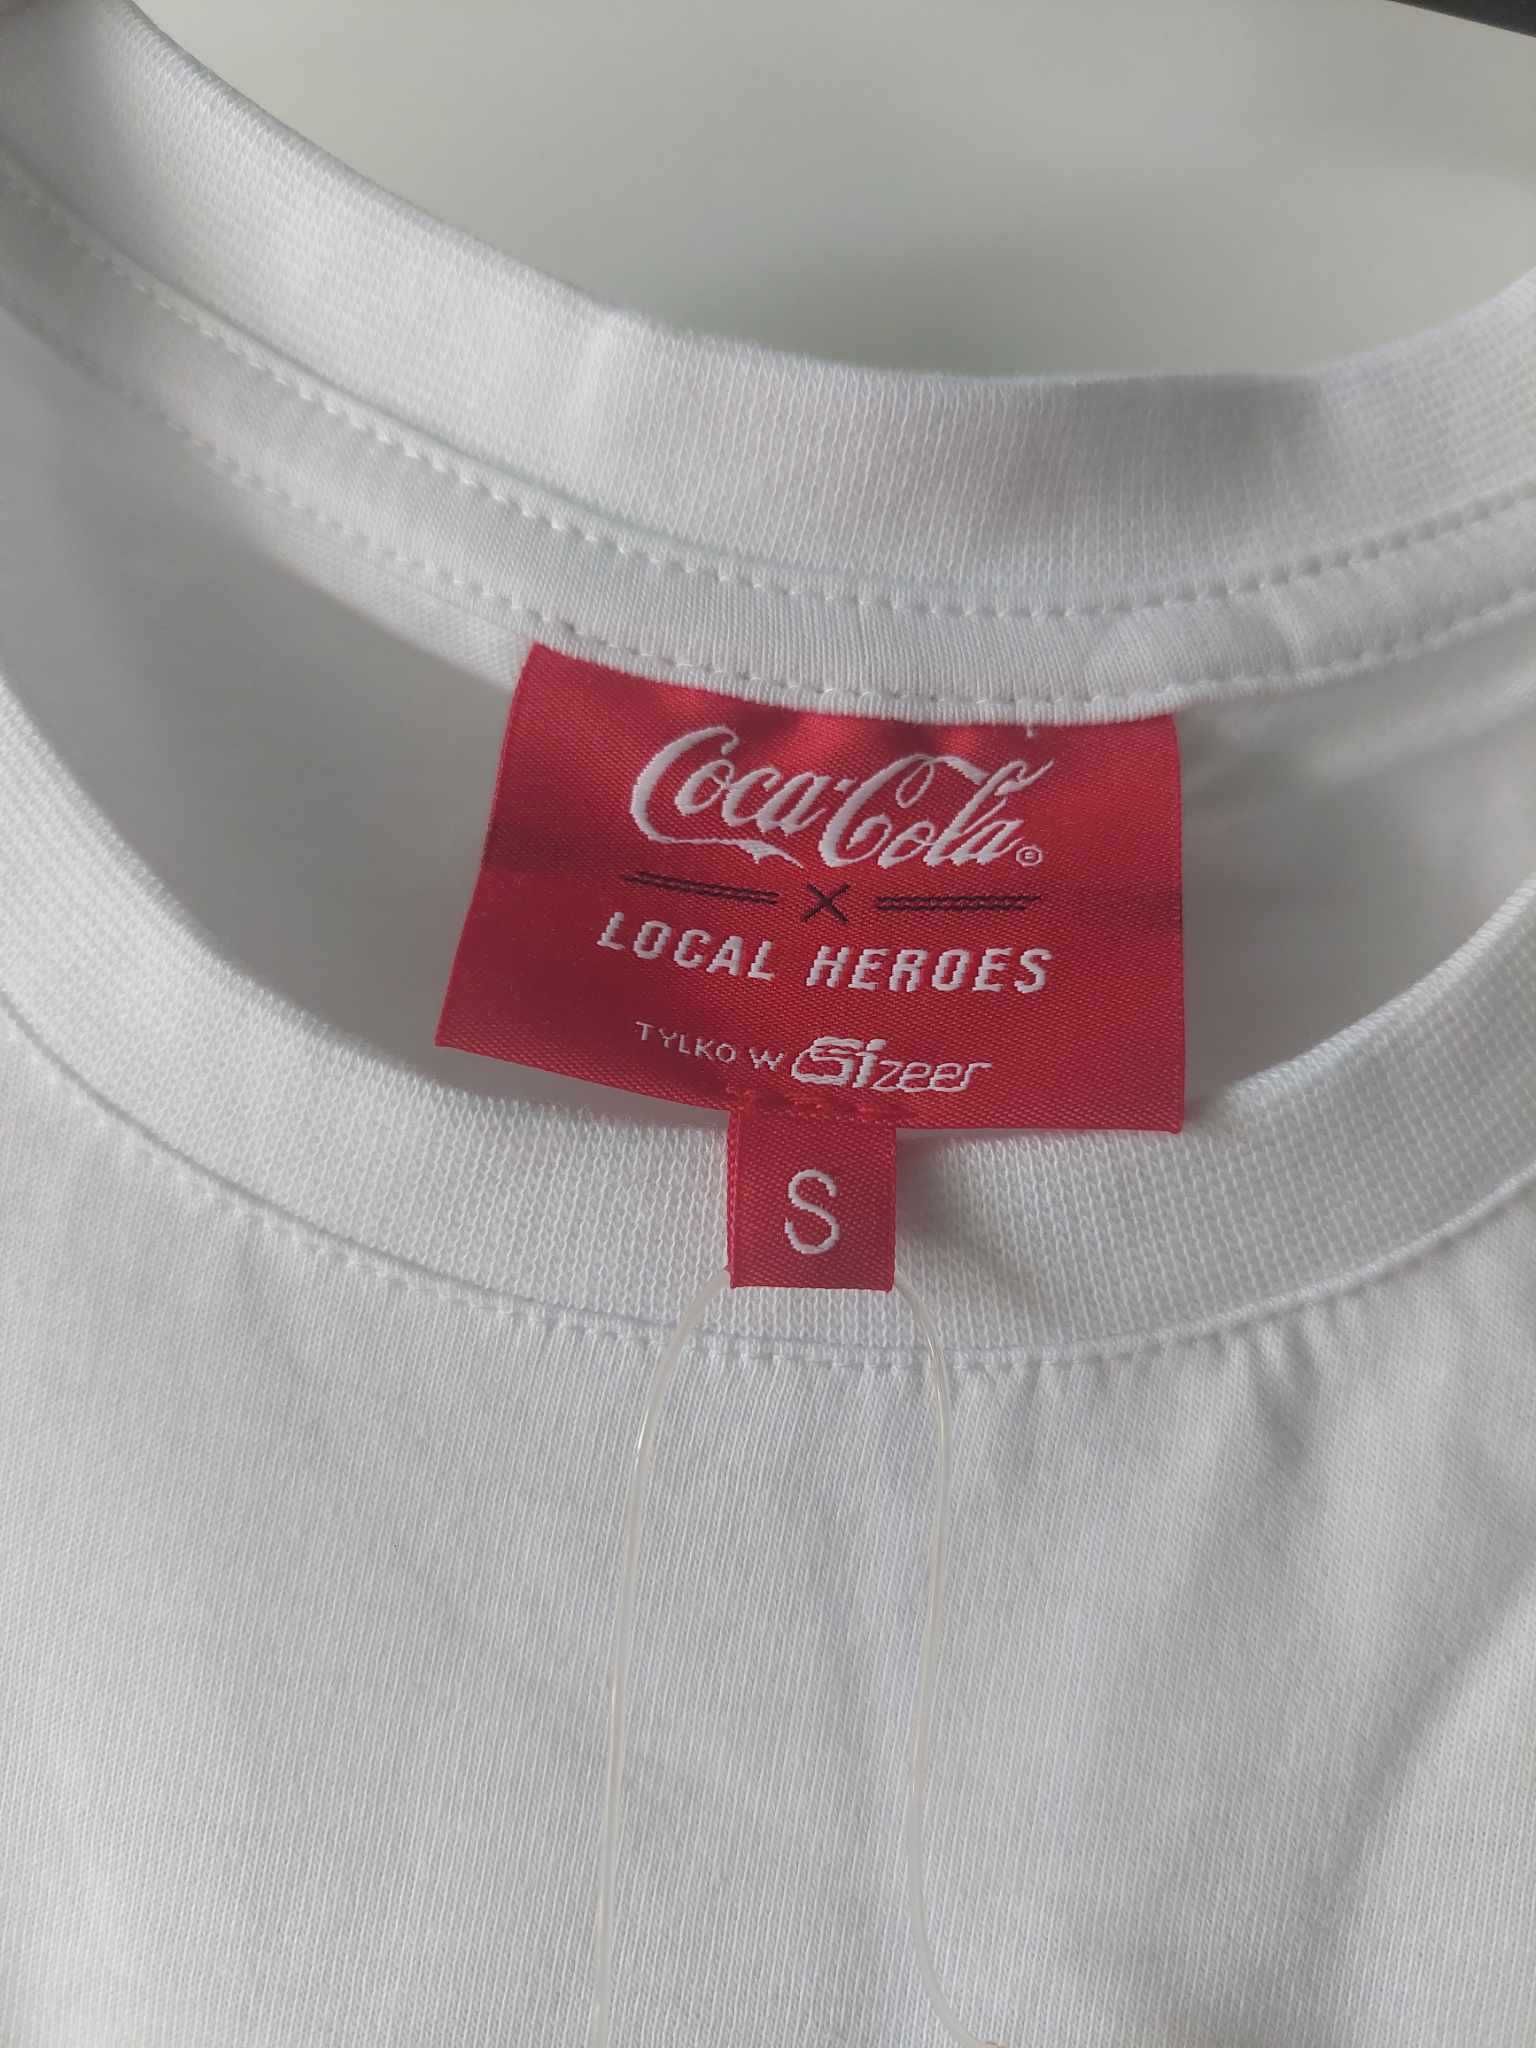 Coca-Cola®
X
LOCAL HEROES
TYLKO W Sizeer
S